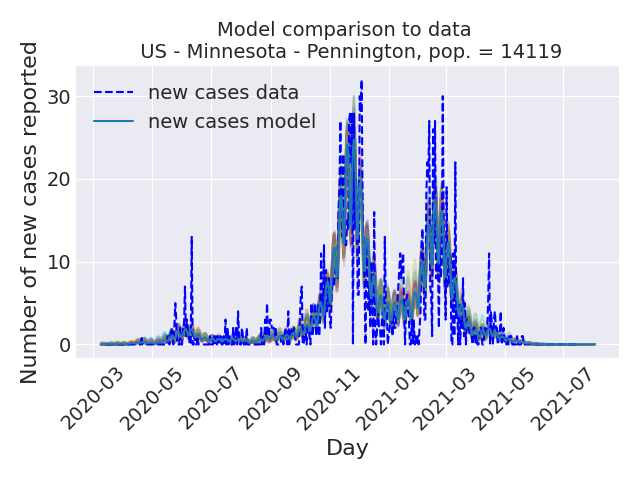 Model comparison to data
US - Minnesota - Pennington, pop. = 14119
Number of new cases reported
30
20
10
0
new cases data
new cases model
2020-03
2020-05
2020-07
2020-09
2020-11
2021-01
2021-03
2021-05
2021-07
Day